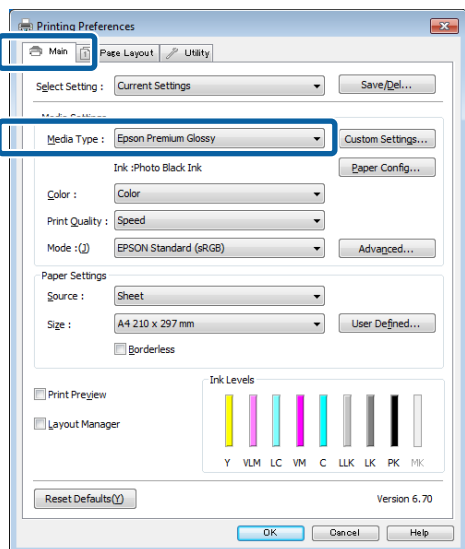 Printing Preferences
Main Page Layout Utility
Select Setting : Current Settings Save/Del...
Media Settings
Media Type : Epson Premium Glossy Custom Settings...
Ink :Photo Black Ink Paper Config...
Color : Color
Print Quality : Speed
Mode :(J) EPSON Standard (sRGB) Advanced...
Paper Settings
Source : Sheet
Size : A4 210 x 297 mm User Defined...
Borderless
Ink Levels
Print Preview
Layout Manager
Y VLM LC VM C LLK LK PK MK
Reset Defaults(Y) Version 6.70
OK Cancel Help